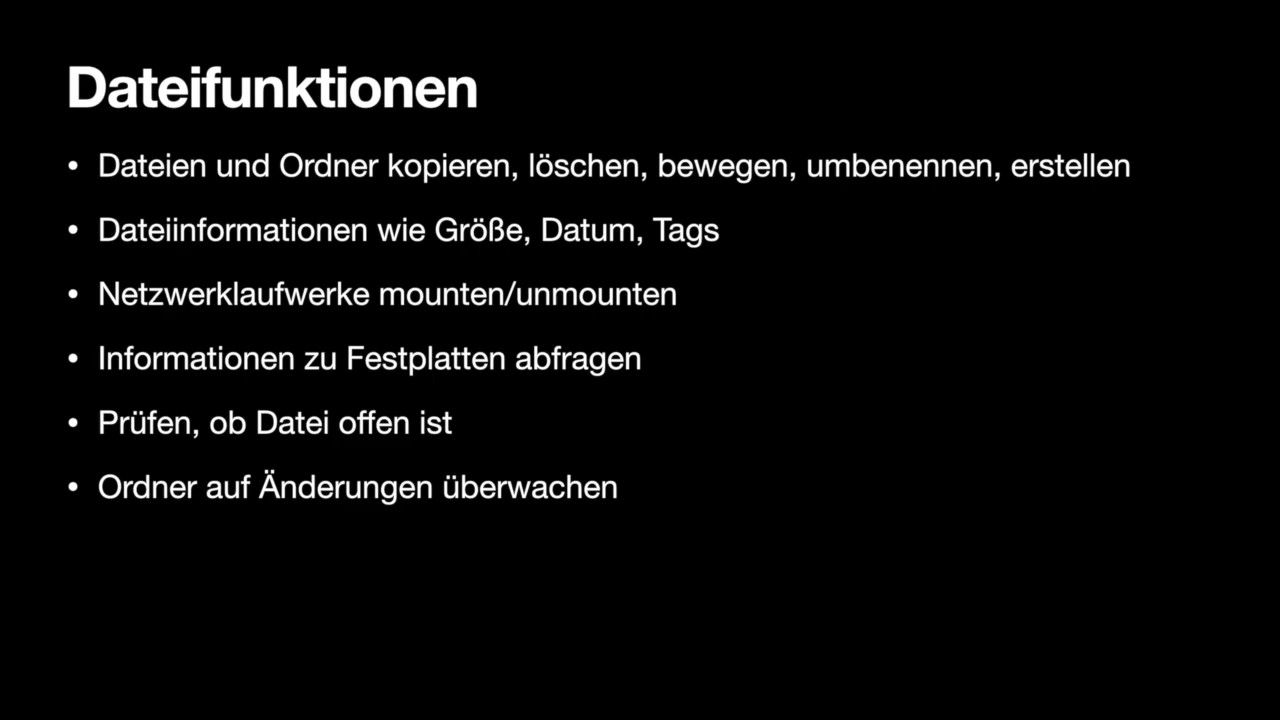 Dateifunktionen
• Dateien und Ordner kopieren, löschen, bewegen, umbenennen, erstellen
• Dateiinformationen wie Größe, Datum, Tags
• Netzwerklaufwerke mounten/unmounten
• Informationen zu Festplatten abfragen
• Prüfen, ob Datei offen ist
• Ordner auf Änderungen überwachen